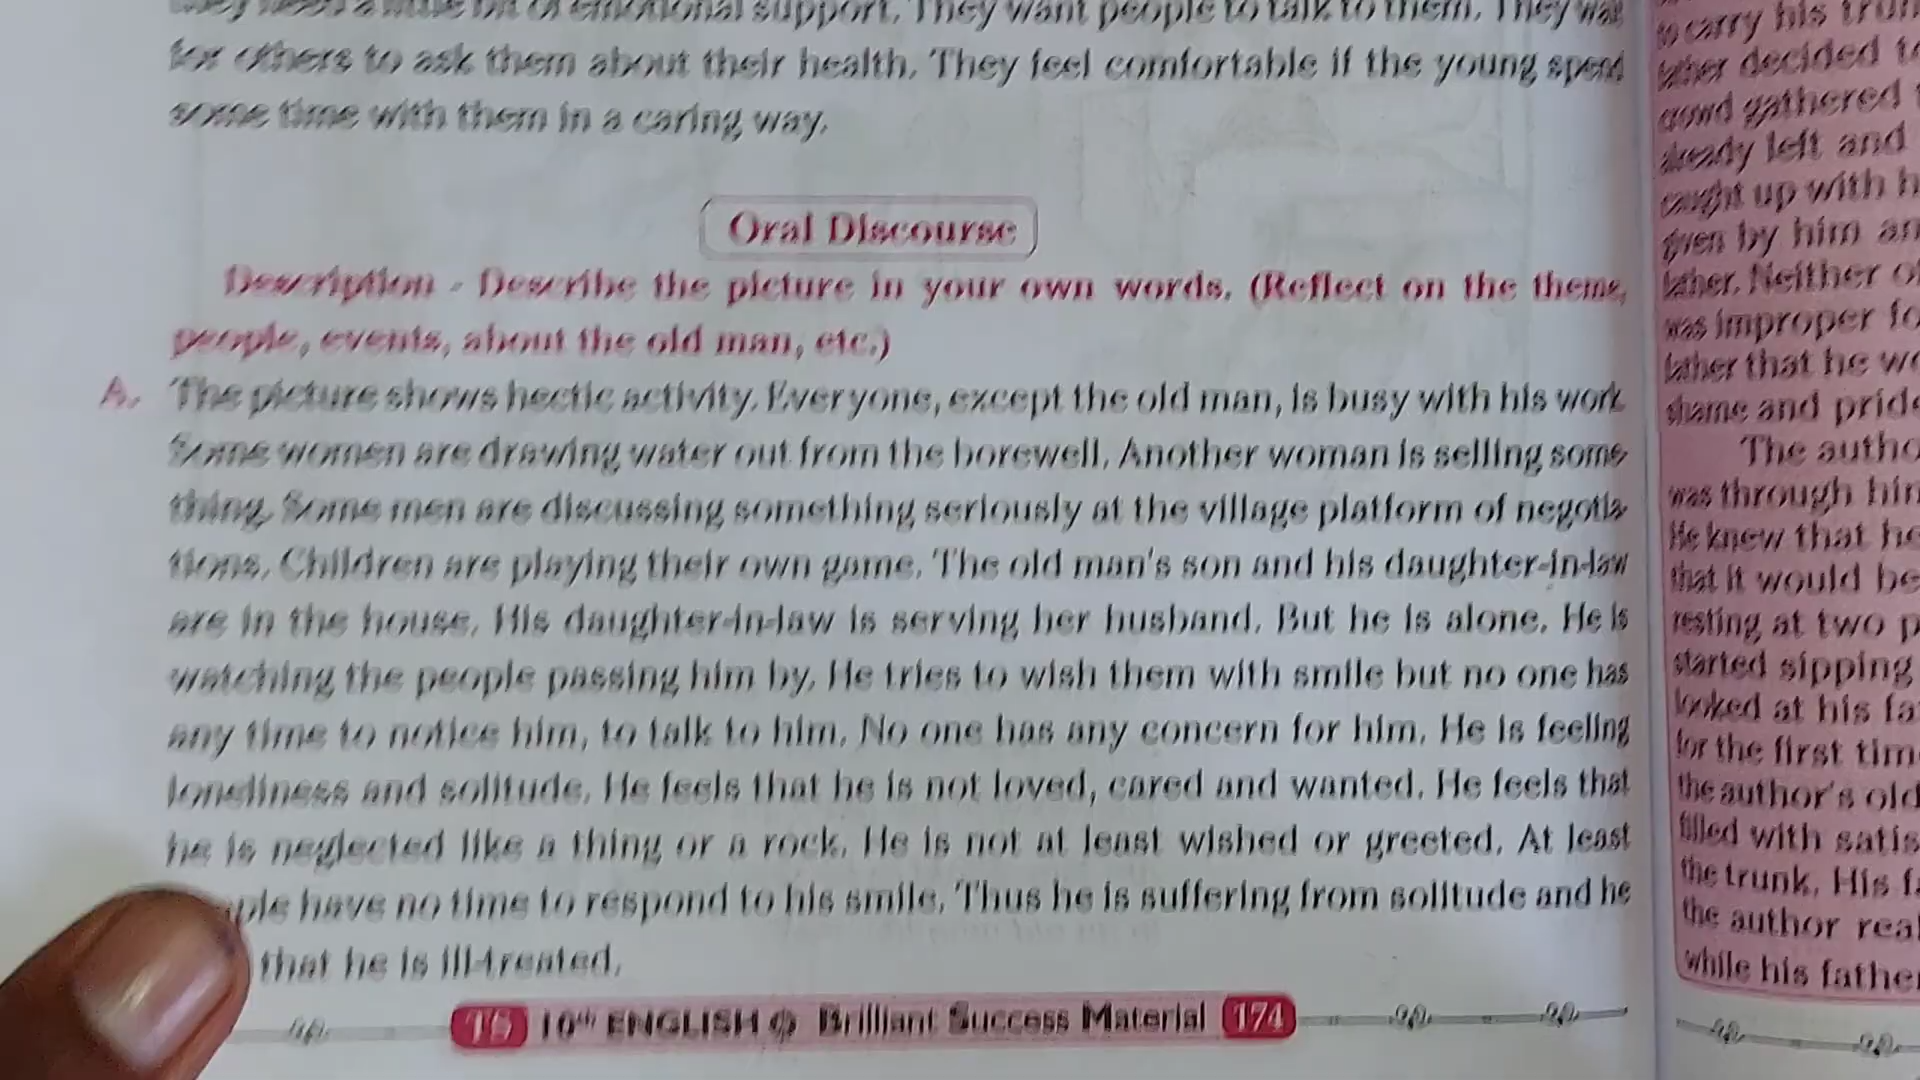 they need a little bit of emotional support. They want people to talk to them. They wait
for others to ask them about their health. They feel comfortable if the young spend
some time with them in a caring way.
Oral Discourse
Description - Describe the picture in your own words. (Reflect on the theme,
people, events, about the old man, etc.)
A. The picture shows hectic activity. Everyone, except the old man, is busy with his work.
Some women are drawing water out from the borewell. Another woman is selling some-
thing. Some men are discussing something seriously at the village platform of negotia-
tions. Children are playing their own game. The old man's son and his daughter-in-law
are in the house. His daughter-in-law is serving her husband. But he is alone. He is
watching the people passing him by. He tries to wish them with smile but no one has
any time to notice him, to talk to him. No one has any concern for him. He is feeling
loneliness and solitude. He feels that he is not loved, cared and wanted. He feels that
he is neglected like a thing or a rock. He is not at least wished or greeted. At least
ple have no time to respond to his smile. Thus he is suffering from solitude and he
that he is ill-treated.
TS 10th ENGLISH Brilliant Success Material 174
to carry his trun
father decided to
crowd gathered
already left and
caught up with h
given by him an
father. Neither of
was improper fo
father that he wo
shame and pride
The autho
was through him
He knew that he
that it would be
resting at two p
started sipping
looked at his fa
for the first tim
the author's old
filled with satis
the trunk. His fa
the author real
while his father